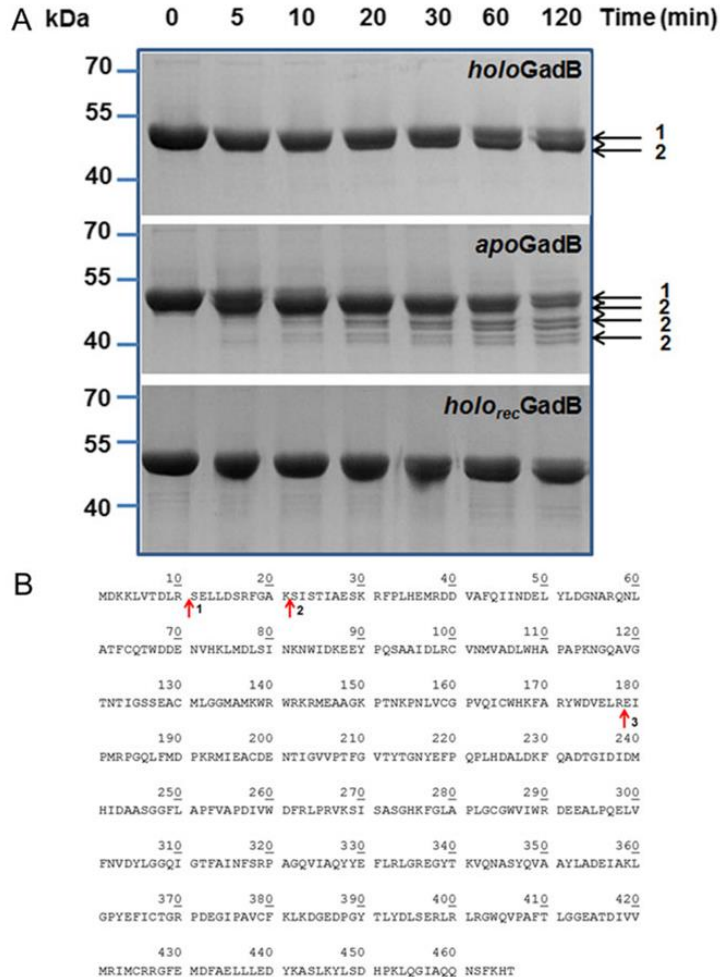 A kDa 0 5 10 20 30 60 120 Time (min)
70
holoGadB
55
1
2
40
70
apoGadB
55
1
2
2
40
2
70
holorecGadB
55
40
B
10 20 30 40 50 60
MDKKLVTDLR SELLDSRFGA KSISTIAESK RFPLHEMRDD VAFQIINDEL YLDGNARQNL
1 2
70 80 90 100 110 120
ATFCQTWDDE NVHKLMDLSI NKNWIDKEEY PQSAAIDLRC VNMVADLWHA PAPKNGQAVG
130 140 150 160 170 180
TNTIGSSEAC MLGGMAMKWR WRKRMEAAGK PTNKPNLVCG PVQICWHKFA RYWDVELREI
3
190 200 210 220 230 240
PMRPGQLFMD PKRMIEACDE NTIGVVPTFG VTYTGNYEFP QPLHDALDKF QADTGIDIDM
250 260 270 280 290 300
HIDAASGGFL APFVAPDIVW DFRLPRVKSI SASGHKFGLA PLGCGWVIWR DEEALPQELV
310 320 330 340 350 360
FNVDYLGGQI GTFAINFSRP AGQVIAQYYE FLRLGREGYT KVQNASYQVA AYLADEIAKL
370 380 390 400 410 420
GPYEFICTGR PDEGIPAVCF KLKDGEDPGY TLYDLSERLR LRGWQVPAFT LGGEATDIVV
430 440 450 460
MRIMCRRGFE MDFAELLLED YKASLKYLSD HPKLQGIAQQ NSFKHT